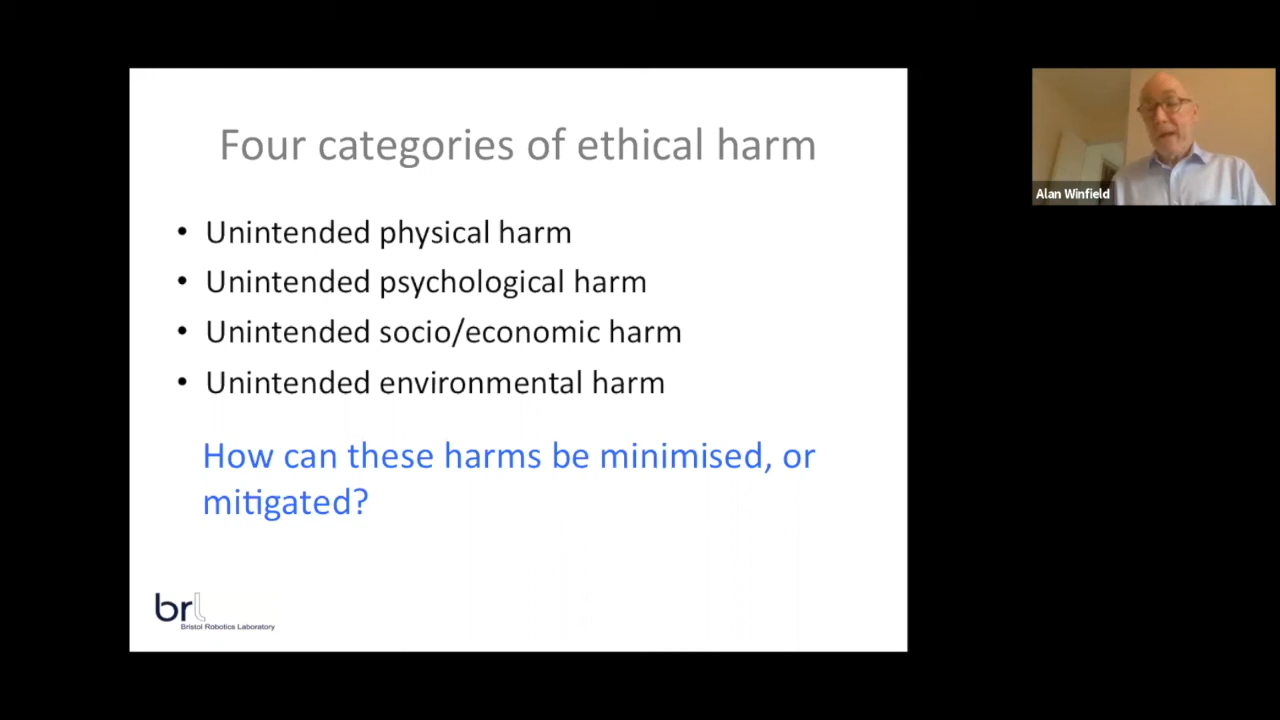 Four categories of ethical harm
• Unintended physical harm
• Unintended psychological harm
• Unintended socio/economic harm
• Unintended environmental harm
How can these harms be minimised, or
mitigated?
brl
Bristol Robotics Laboratory
Alan Winfield